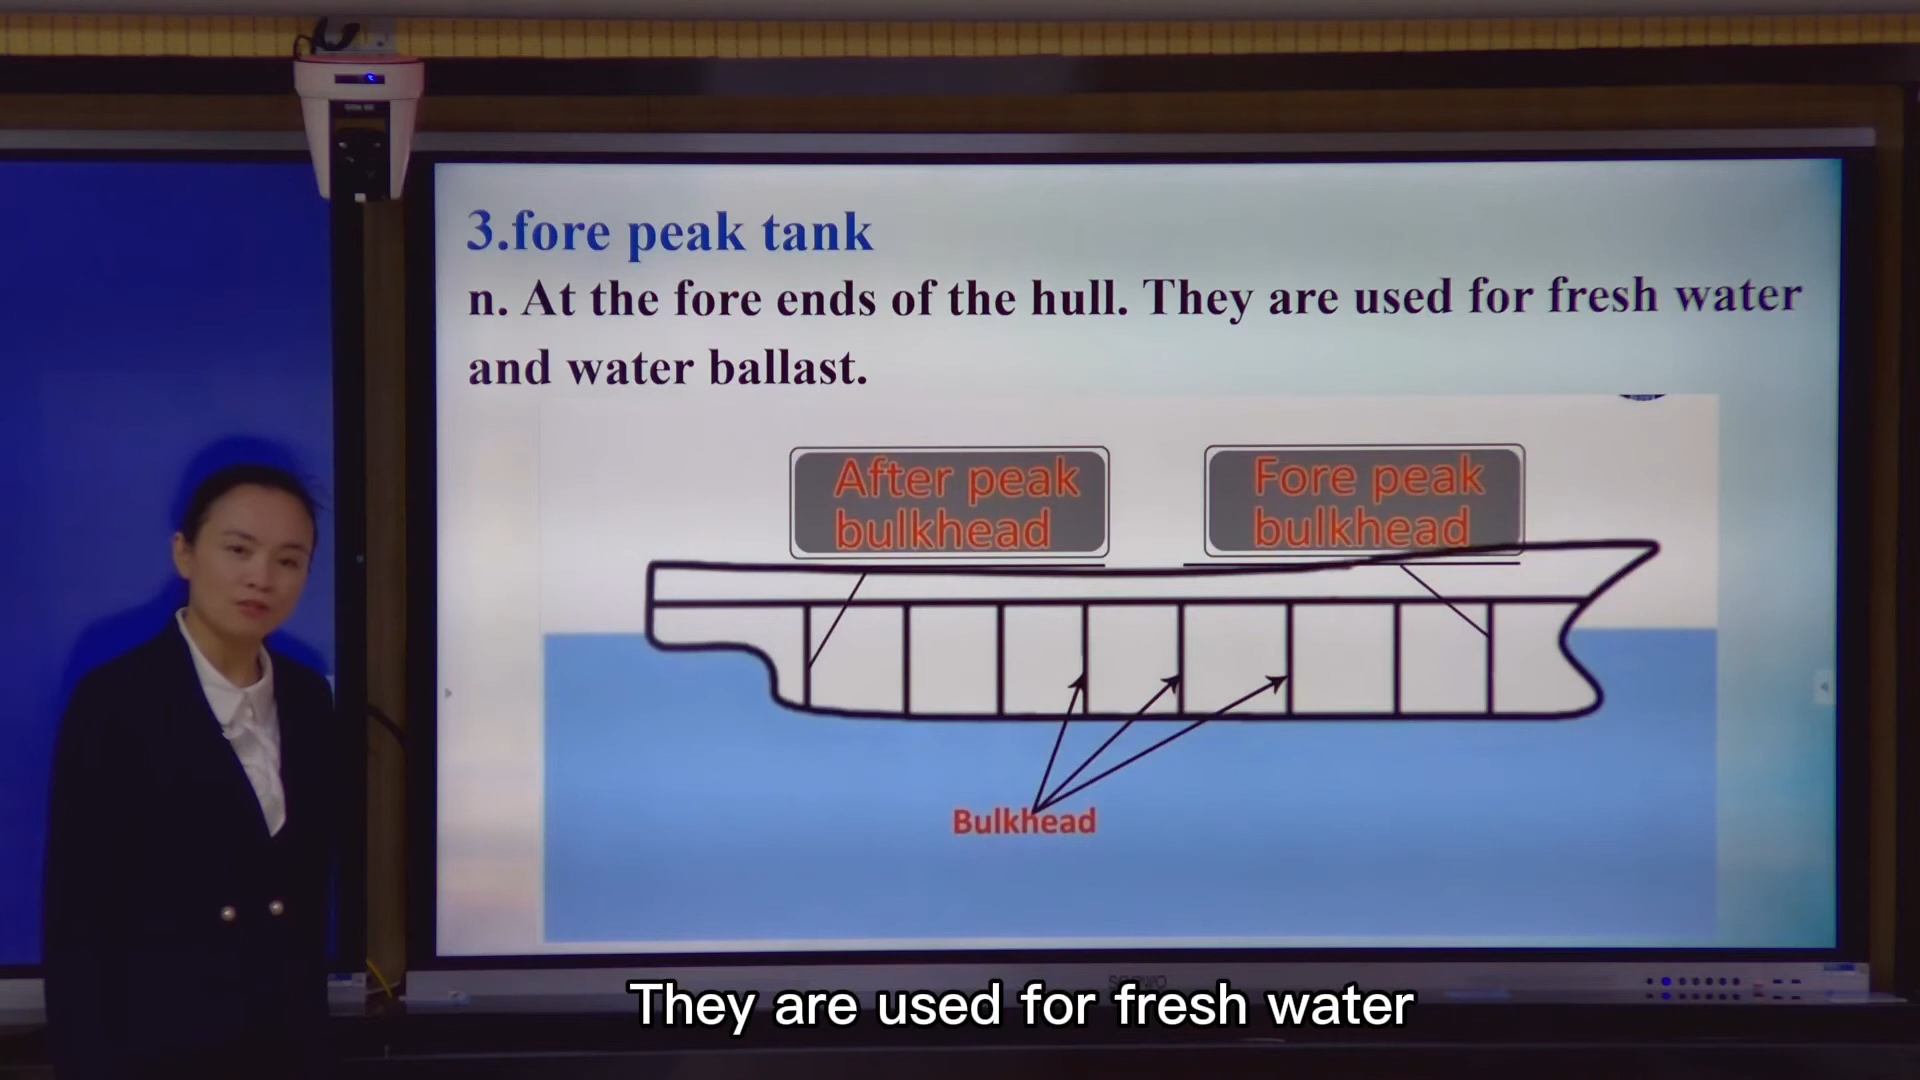 3.fore peak tank
n. At the fore ends of the hull. They are used for fresh water
and water ballast.
After peak
bulkhead
Fore peak
bulkhead
Bulkhead
They are used for fresh water